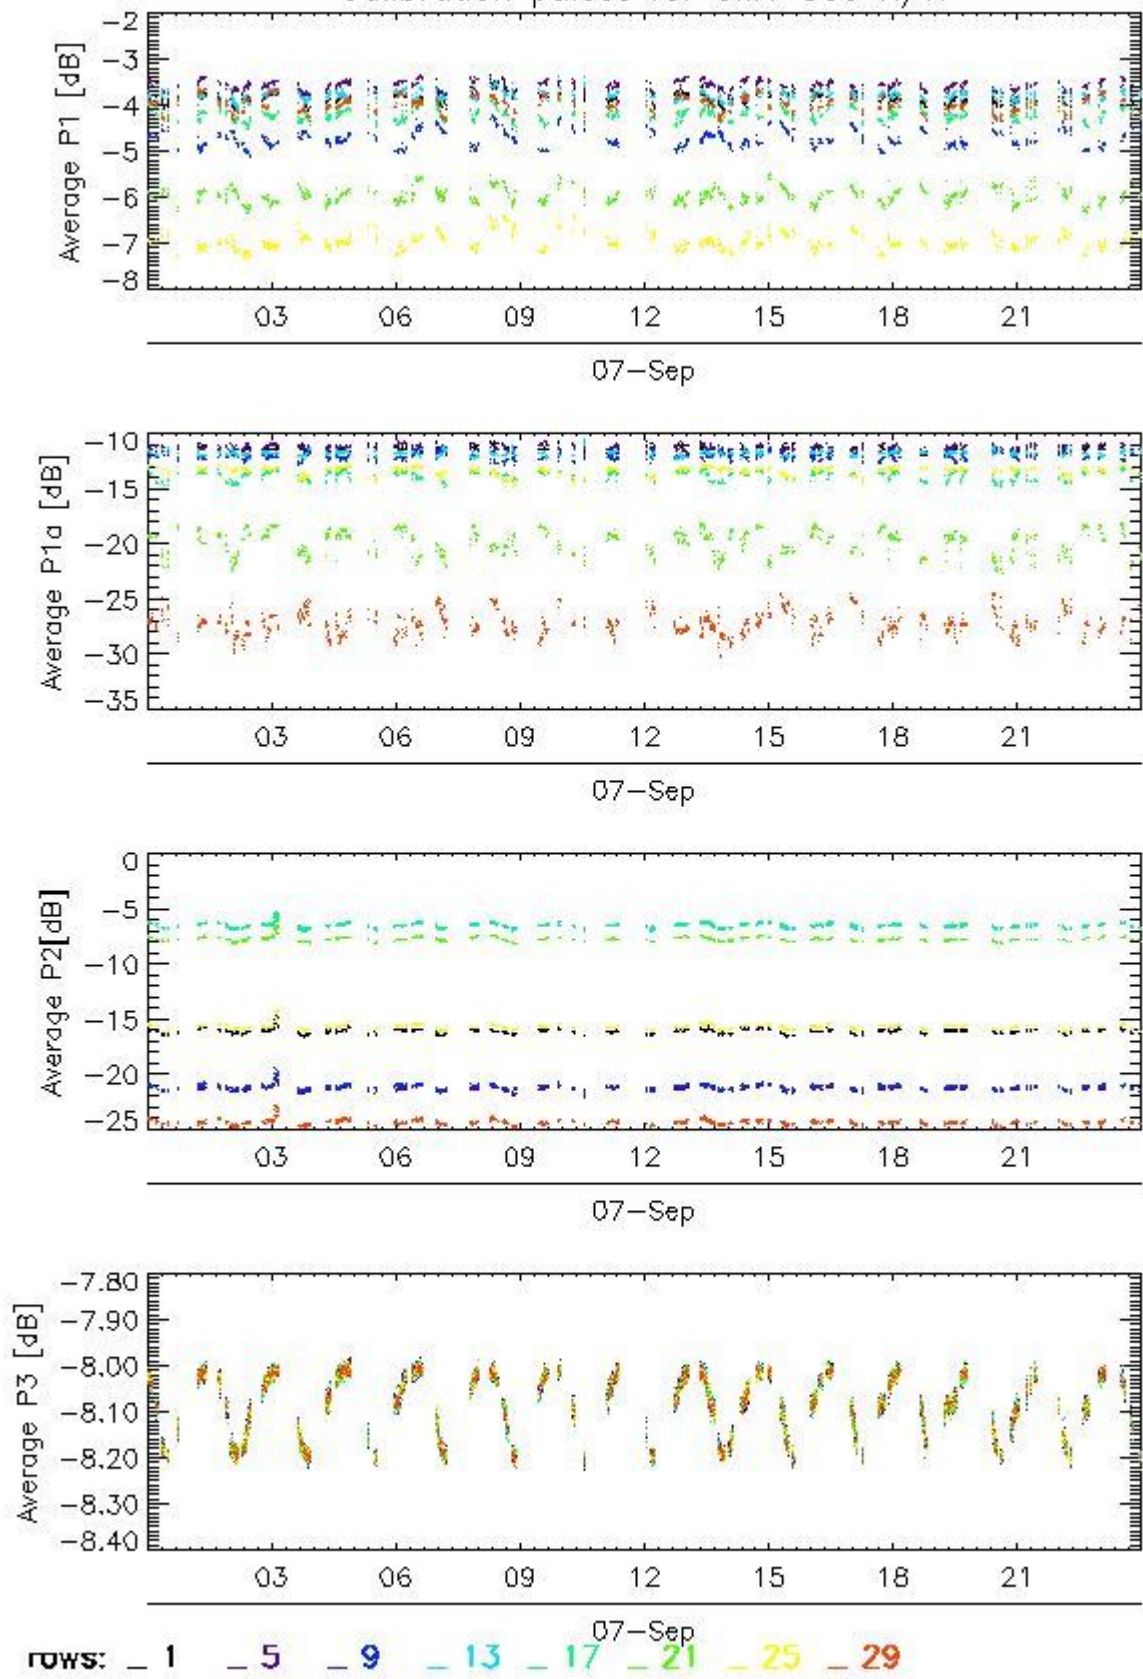 -2
-3
-4
-5
-6
-7
-8
Average P1 [dB]
03 06 09 12 15 18 21
07-Sep
-10
-15
-20
-25
-30
-35
Average P1a [dB]
03 06 09 12 15 18 21
07-Sep
0
-5
-10
-15
-20
-25
Average P2[dB]
03 06 09 12 15 18 21
07-Sep
-7.80
-7.90
-8.00
-8.10
-8.20
-8.30
-8.40
Average P3 [dB]
03 06 09 12 15 18 21
07-Sep
rows: _ 1 _ 5 _ 9 _ 13 _ 17 _ 21 _ 25 _ 29